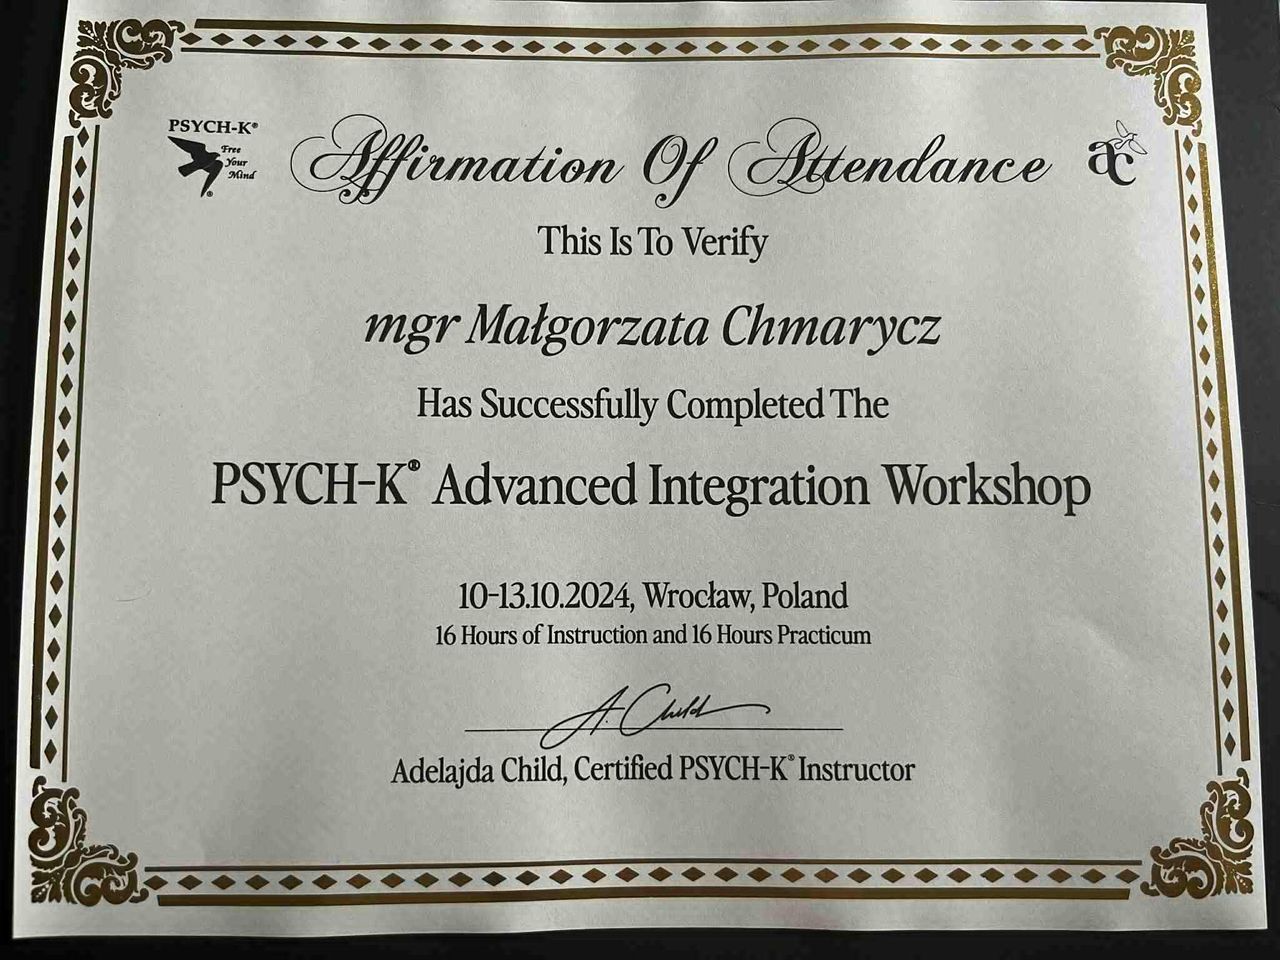 PSYCH-K®
Free
Your
Mind
®
Affirmation Of Attendance
ac
This Is To Verify
mgr Małgorzata Chmarycz
Has Successfully Completed The
PSYCH-K® Advanced Integration Workshop
10-13.10.2024, Wrocław, Poland
16 Hours of Instruction and 16 Hours Practicum
A. Child
Adelajda Child, Certified PSYCH-K® Instructor